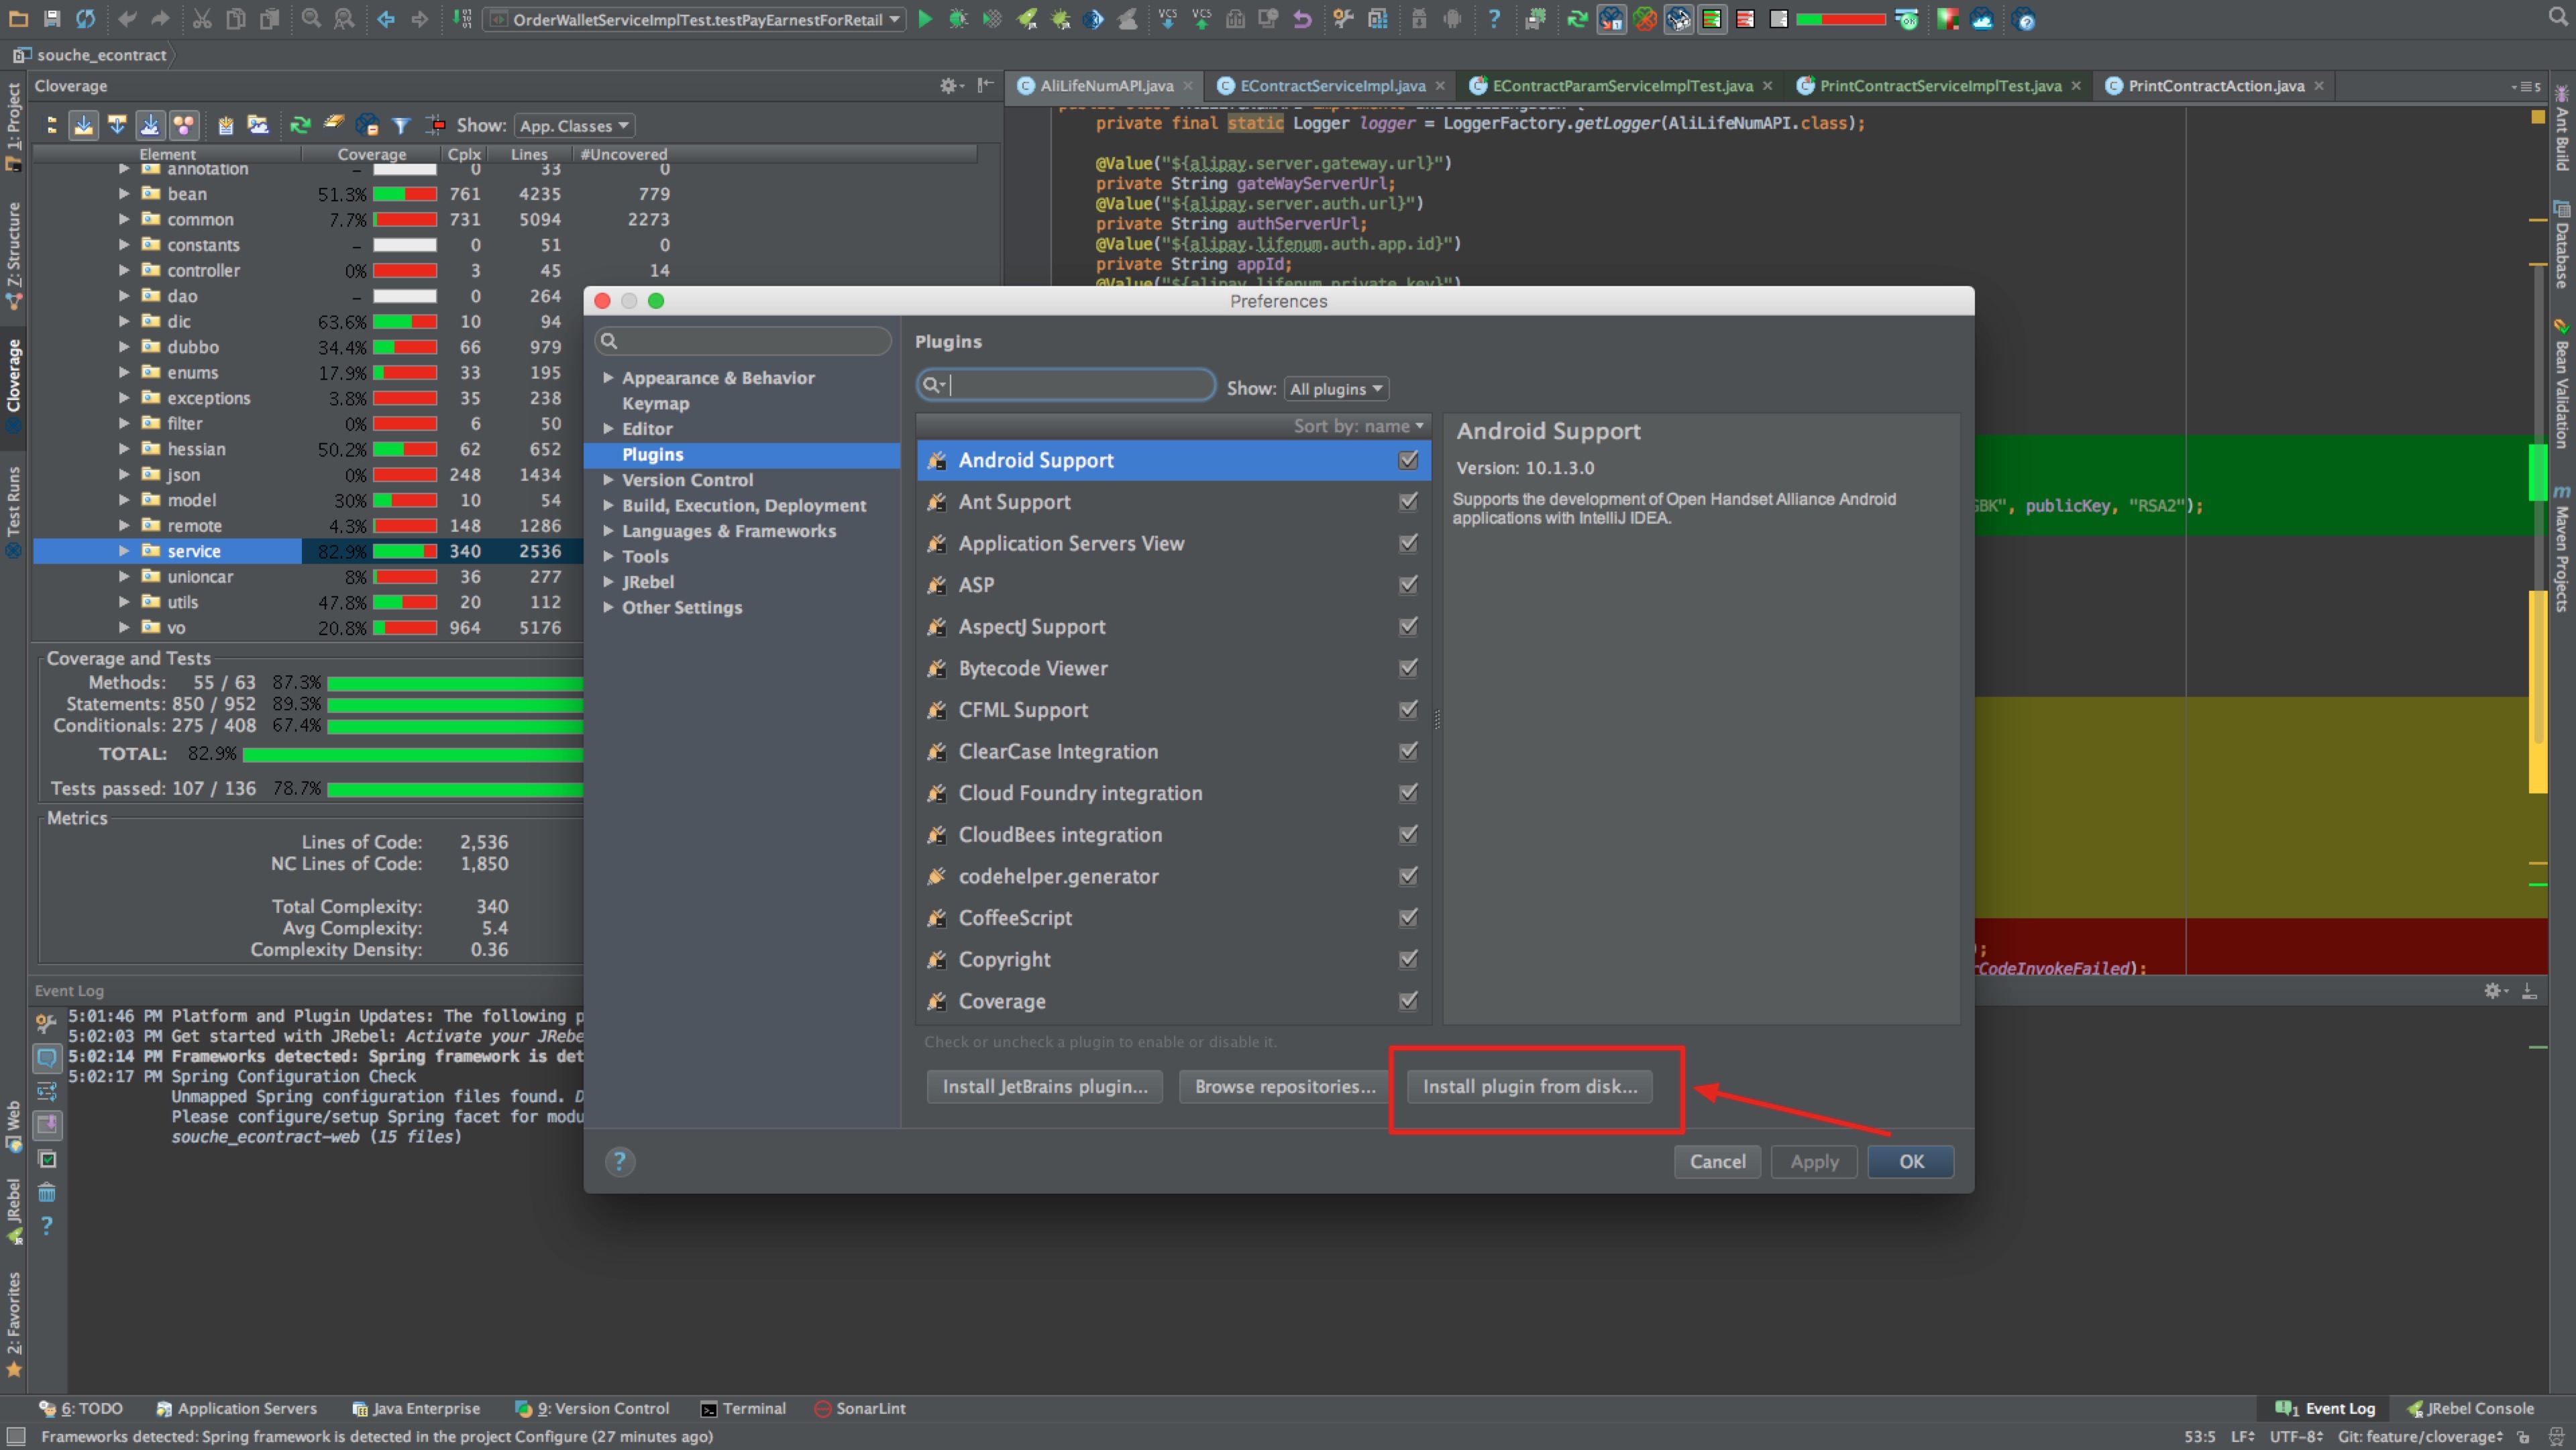 OrderWalletServiceImplTest.testPayEarnestForRetail
VCS VCS
souche_econtract
Cloverage
AliLifeNumAPI.java EContractServiceImpl.java EContractParamServiceImplTest.java PrintContractServiceImplTest.java PrintContractAction.java
Show: App. Classes
Element Coverage Cplx Lines #Uncovered
annotation – 0 33 0
bean 51.3% 761 4235 779
common 7.7% 731 5094 2273
constants – 0 51 0
controller 0% 3 45 14
dao – 0 264
dic 63.6% 10 94
dubbo 34.4% 66 979
enums 17.9% 33 195
exceptions 3.8% 35 238
filter 0% 6 50
hessian 50.2% 62 652
json 0% 248 1434
model 30% 10 54
remote 4.3% 148 1286
service 82.9% 340 2536
unioncar 8% 36 277
utils 47.8% 20 112
vo 20.8% 964 5176
Coverage and Tests
Methods: 55 / 63 87.3%
Statements: 850 / 952 89.3%
Conditionals: 275 / 408 67.4%
TOTAL: 82.9%
Tests passed: 107 / 136 78.7%
Metrics
Lines of Code: 2,536
NC Lines of Code: 1,850
Total Complexity: 340
Avg Complexity: 5.4
Complexity Density: 0.36
private final static Logger logger = LoggerFactory.getLogger(AliLifeNumAPI.class);
@Value("${alipay.server.gateway.url}")
private String gateWayServerUrl;
@Value("${alipay.server.auth.url}")
private String authServerUrl;
@Value("${alipay.lifenum.auth.app.id}")
private String appId;
@Value("${alipay.lifenum.private.key}")
GBK", publicKey, "RSA2");
);
rCodeInvokeFailed);
Preferences
Appearance & Behavior
Keymap
Editor
Plugins
Version Control
Build, Execution, Deployment
Languages & Frameworks
Tools
JRebel
Other Settings
Plugins
Show: All plugins
Sort by: name
Android Support
Ant Support
Application Servers View
ASP
AspectJ Support
Bytecode Viewer
CFML Support
ClearCase Integration
Cloud Foundry integration
CloudBees integration
codehelper.generator
CoffeeScript
Copyright
Coverage
Android Support
Version: 10.1.3.0
Supports the development of Open Handset Alliance Android
applications with IntelliJ IDEA.
Check or uncheck a plugin to enable or disable it.
Install JetBrains plugin... Browse repositories... Install plugin from disk...
? Cancel Apply OK
Event Log
5:01:46 PM Platform and Plugin Updates: The following p
5:02:03 PM Get started with JRebel: Activate your JRebe
5:02:14 PM Frameworks detected: Spring framework is det
5:02:17 PM Spring Configuration Check
Unmapped Spring configuration files found. D
Please configure/setup Spring facet for modu
souche_econtract-web (15 files)
1: Project
Z: Structure
Cloverage
Test Runs
Web
JRebel
2: Favorites
Ant Build
Database
Bean Validation
Maven Projects
6: TODO Application Servers Java Enterprise 9: Version Control Terminal SonarLint 1 Event Log JRebel Console
Frameworks detected: Spring framework is detected in the project Configure (27 minutes ago) 53:5 LF UTF-8 Git: feature/cloverage